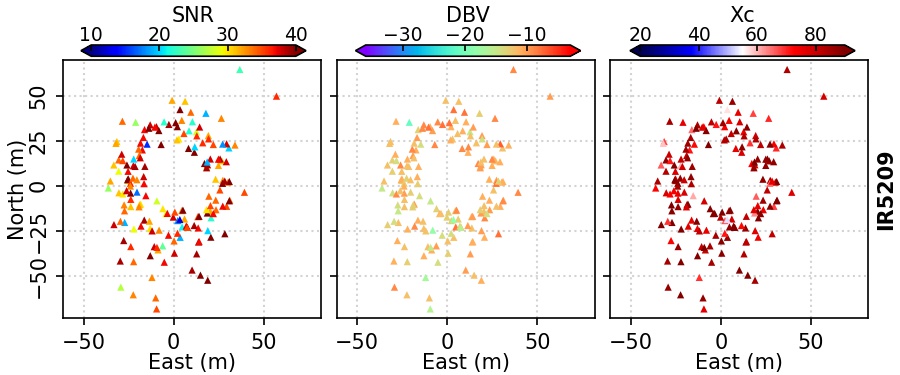 SNR DBV Xc
10 20 30 40 −30 −20 −10 20 40 60 80
50
25
0
−25
−50
North (m)
IR5209
−50 0 50 −50 0 50 −50 0 50
East (m) East (m) East (m)